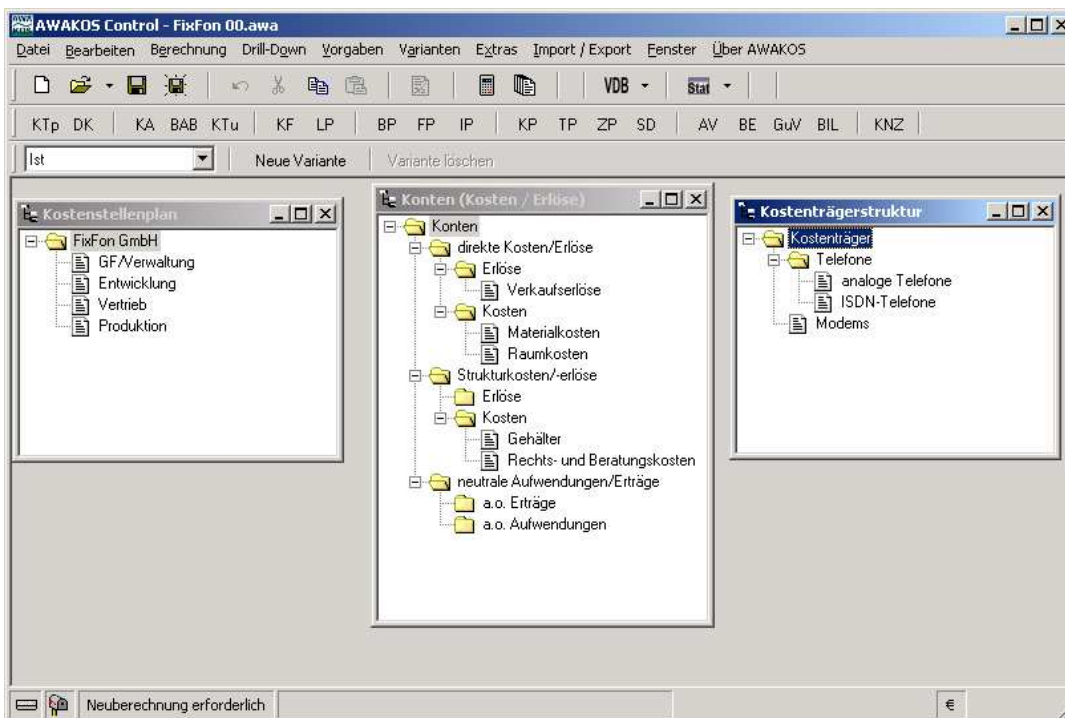 AWAKOS Control - FixFon 00.awa
Datei Bearbeiten Berechnung Drill-Down Vorgaben Varianten Extras Import / Export Fenster Über AWAKOS
VDB Stat
KTp DK KA BAB KTu KF LP BP FP IP KP TP ZP SD AV BE GuV BIL KNZ
Ist Neue Variante Variante löschen
Kostenstellenplan
FixFon GmbH
GF/Verwaltung
Entwicklung
Vertrieb
Produktion
Konten (Kosten / Erlöse)
Konten
direkte Kosten/Erlöse
Erlöse
Verkaufserlöse
Kosten
Materialkosten
Raumkosten
Strukturkosten/-erlöse
Erlöse
Kosten
Gehälter
Rechts- und Beratungskosten
neutrale Aufwendungen/Erträge
a.o. Erträge
a.o. Aufwendungen
Kostenträgerstruktur
Kostenträger
Telefone
analoge Telefone
ISDN-Telefone
Modems
Neuberechnung erforderlich €